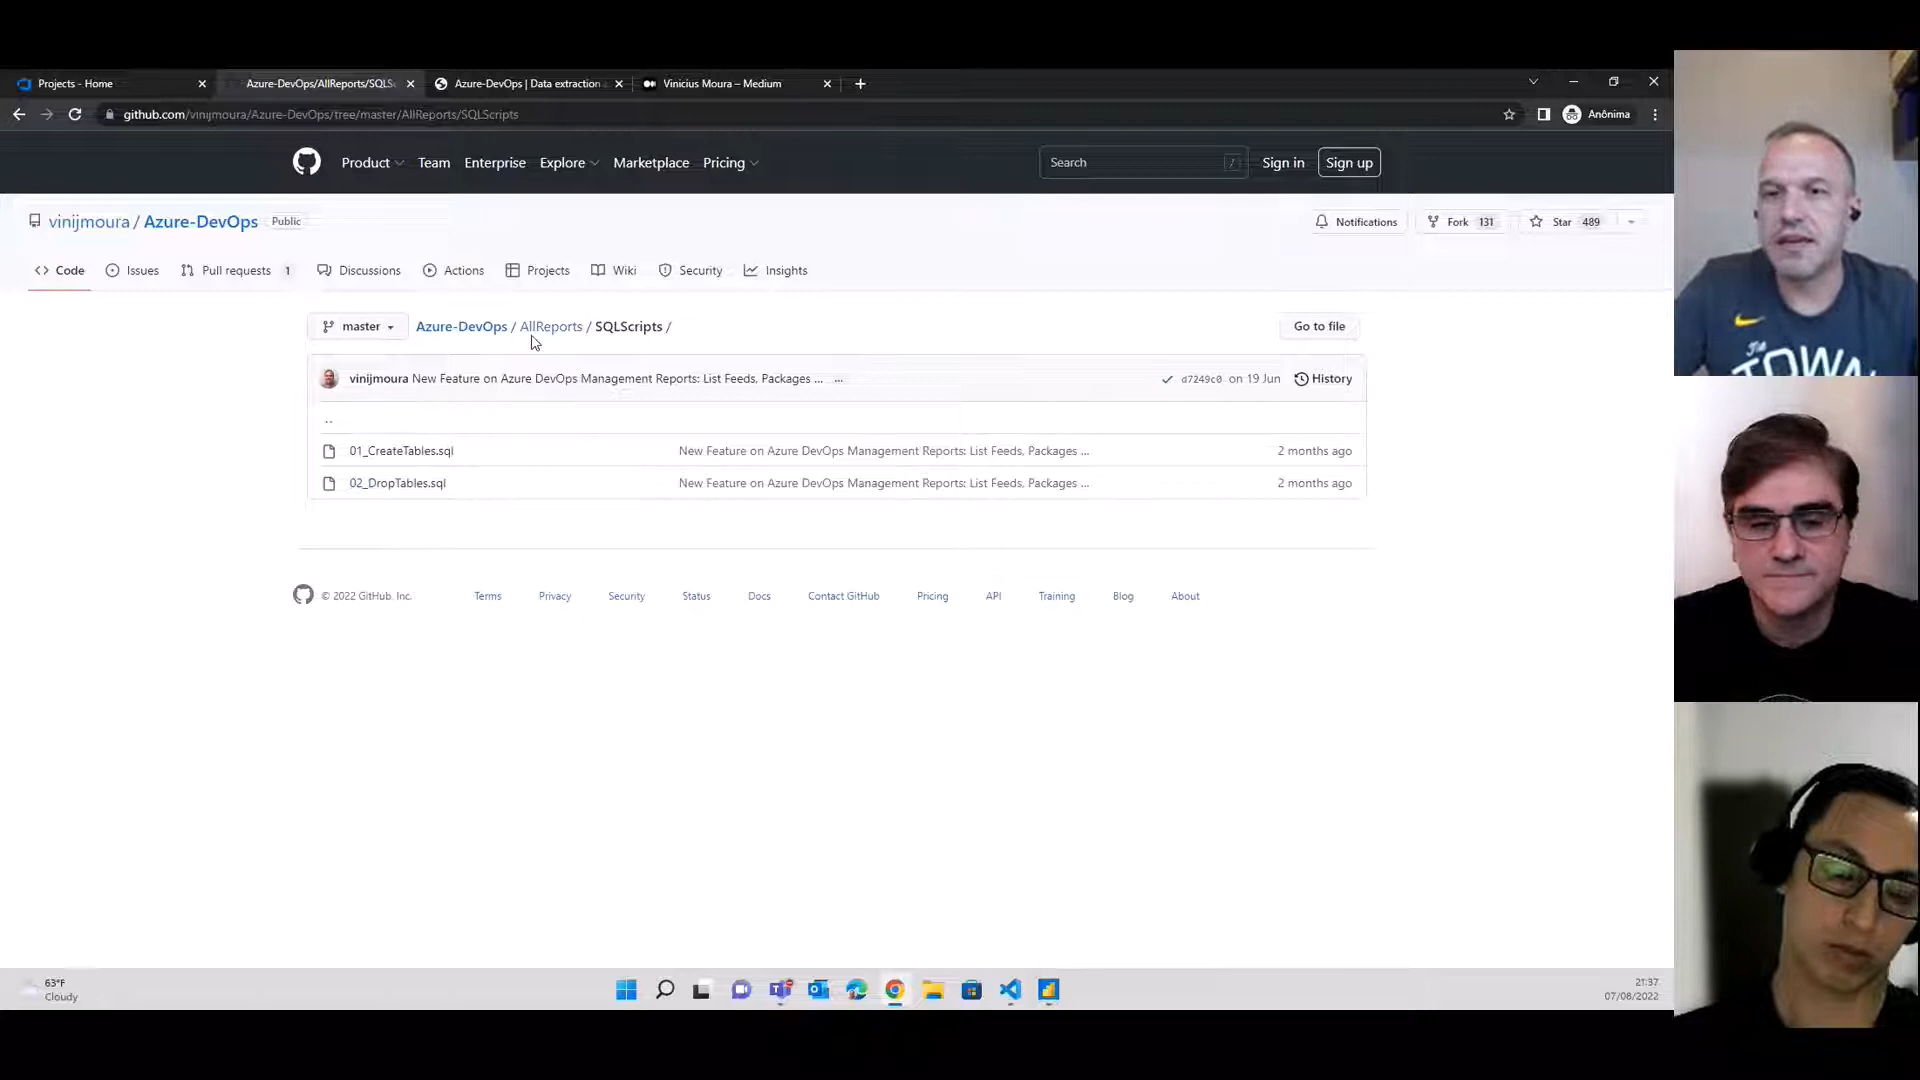 Projects - Home
Azure-DevOps/AllReports/SQLS
Azure-DevOps | Data extraction
Vinicius Moura – Medium
github.com/vinijmoura/Azure-DevOps/tree/master/AllReports/SQLScripts
Anônima
Product
Team
Enterprise
Explore
Marketplace
Pricing
Search
/
Sign in
Sign up
vinijmoura / Azure-DevOps
Public
Notifications
Fork 131
Star 489
Code
Issues
Pull requests 1
Discussions
Actions
Projects
Wiki
Security
Insights
master
Azure-DevOps / AllReports / SQLScripts /
Go to file
vinijmoura New Feature on Azure DevOps Management Reports: List Feeds, Packages ... ...
d7249c0 on 19 Jun
History
..
01_CreateTables.sql
New Feature on Azure DevOps Management Reports: List Feeds, Packages ...
2 months ago
02_DropTables.sql
New Feature on Azure DevOps Management Reports: List Feeds, Packages ...
2 months ago
© 2022 GitHub, Inc.
Terms
Privacy
Security
Status
Docs
Contact GitHub
Pricing
API
Training
Blog
About
63°F
Cloudy
21:37
07/08/2022
The
TOWN